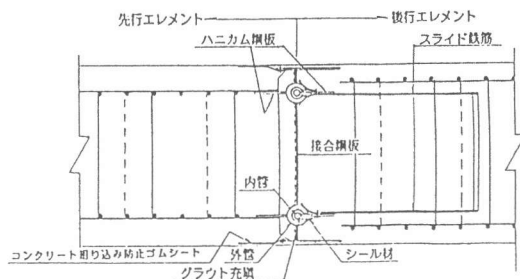 先行エレメント
後行エレメント
ハニカム鋼板
スライド鉄筋
接合鋼板
内管
コンクリート廻り込み防止ゴムシート
外管
シール材
グラウト充填